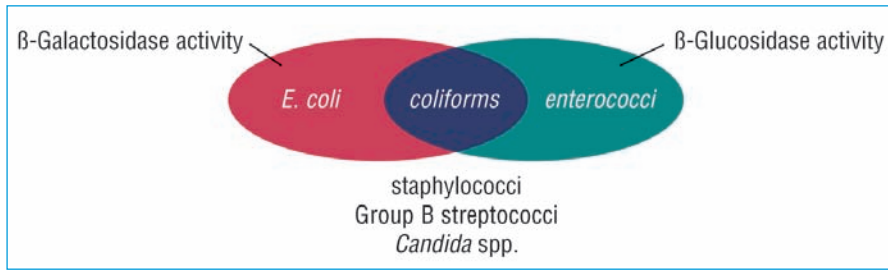 ß-Galactosidase activity
ß-Glucosidase activity
E. coli
coliforms
enterococci
staphylococci
Group B streptococci
Candida spp.